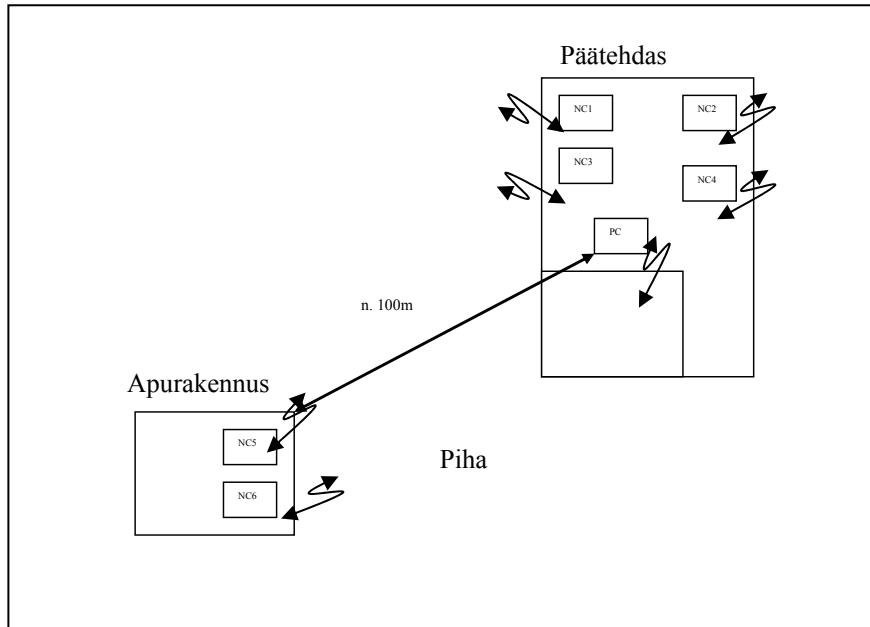 Päätehdas
NC1
NC2
NC3
NC4
PC
n. 100m
Apurakennus
NC5
Piha
NC6